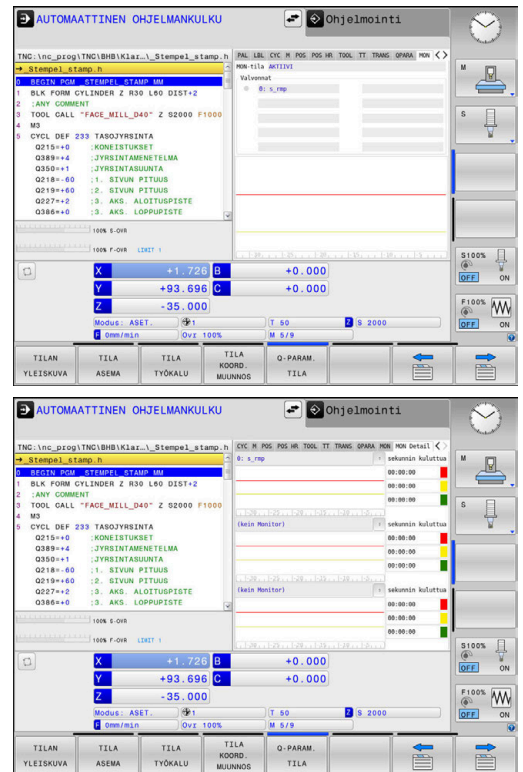 AUTOMAATTINEN OHJELMANKULKU
Ohjelmointi
TNC:\nc_prog\TNC\BHB\Klar…\_Stempel_stamp.h
→_Stempel_stamp.h
0 BEGIN PGM _STEMPEL_STAMP MM
1 BLK FORM CYLINDER Z R30 L60 DIST+2
2 ;ANY COMMENT
3 TOOL CALL "FACE_MILL_D40" Z S2000 F1000
4 M3
5 CYCL DEF 233 TASOJYRSINTA
Q215=+0 ;KONEISTUKSET
Q389=+4 ;JYRSINTAMENETELMA
Q350=+1 ;JYRSINTASUUNTA
Q218=-60 ;1. SIVUN PITUUS
Q219=+60 ;2. SIVUN PITUUS
Q227=+2 ;3. AKS. ALOITUSPISTE
Q386=+0 ;3. AKS. LOPPUPISTE
100% S-OVR
100% F-OVR LIMIT 1
PAL LBL CYC M POS POS HR TOOL TT TRANS QPARA MON
MON-tila AKTIIVI
Valvonnat
0: s_rmp
X +1.726 B +0.000
Y +93.696 C +0.000
Z -35.000
Modus: ASET. 1 T 50 Z S 2000
F 0mm/min Ovr 100% M 5/9
M
S
S100%
OFF ON
F100%
OFF ON
TILAN YLEISKUVA
TILA ASEMA
TILA TYÖKALU
TILA KOORD. MUUNNOS
Q-PARAM. TILA
AUTOMAATTINEN OHJELMANKULKU
Ohjelmointi
TNC:\nc_prog\TNC\BHB\Klar…\_Stempel_stamp.h
→_Stempel_stamp.h
0 BEGIN PGM _STEMPEL_STAMP MM
1 BLK FORM CYLINDER Z R30 L60 DIST+2
2 ;ANY COMMENT
3 TOOL CALL "FACE_MILL_D40" Z S2000 F1000
4 M3
5 CYCL DEF 233 TASOJYRSINTA
Q215=+0 ;KONEISTUKSET
Q389=+4 ;JYRSINTAMENETELMA
Q350=+1 ;JYRSINTASUUNTA
Q218=-60 ;1. SIVUN PITUUS
Q219=+60 ;2. SIVUN PITUUS
Q227=+2 ;3. AKS. ALOITUSPISTE
Q386=+0 ;3. AKS. LOPPUPISTE
100% S-OVR
100% F-OVR LIMIT 1
CYC M POS POS HR TOOL TT TRANS QPARA MON MON Detail
0: s_rmp sekunnin kuluttua
00:00:00
00:00:00
00:00:00
(kein Monitor) sekunnin kuluttua
00:00:00
00:00:00
00:00:00
(kein Monitor) sekunnin kuluttua
00:00:00
00:00:00
00:00:00
X +1.726 B +0.000
Y +93.696 C +0.000
Z -35.000
Modus: ASET. 1 T 50 Z S 2000
F 0mm/min Ovr 100% M 5/9
M
S
S100%
OFF ON
F100%
OFF ON
TILAN YLEISKUVA
TILA ASEMA
TILA TYÖKALU
TILA KOORD. MUUNNOS
Q-PARAM. TILA